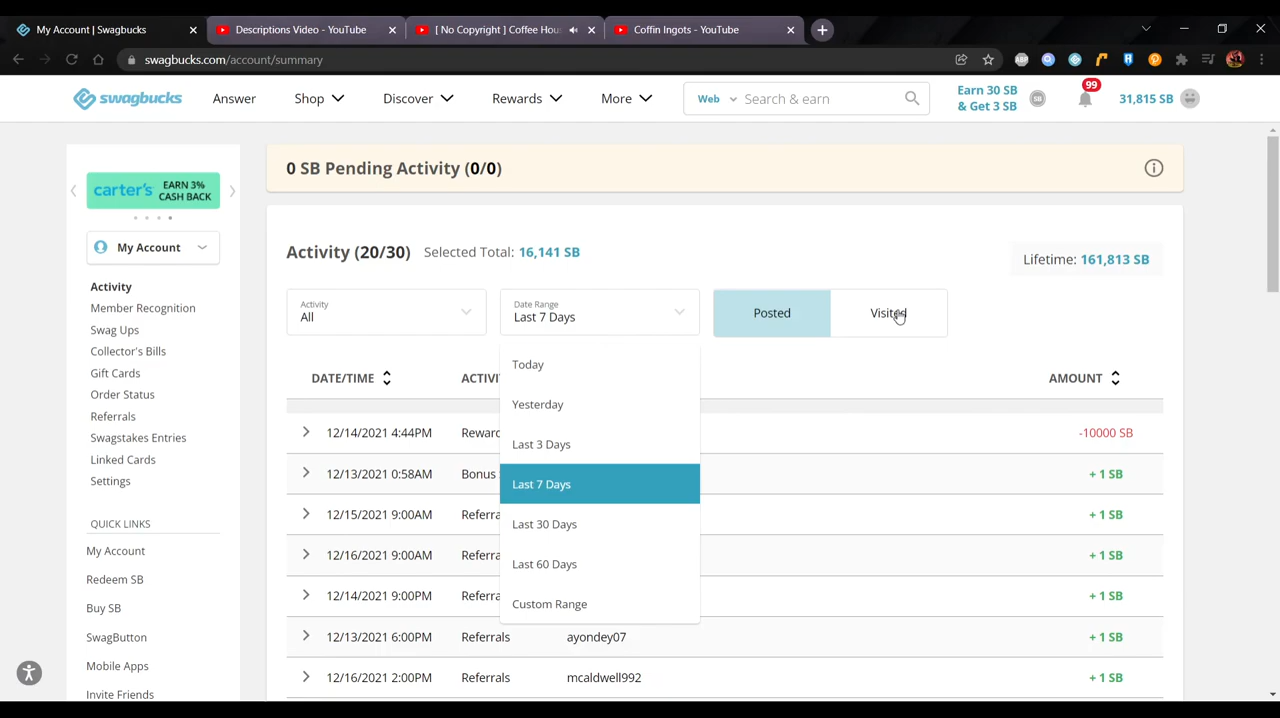 My Account | Swagbucks
Descriptions Video - YouTube
[ No Copyright ] Coffee Hou
Coffin Ingots - YouTube
swagbucks.com/account/summary
ABP
swagbucks
Answer
Shop
Discover
Rewards
More
Web
Search & earn
Earn 30 SB
& Get 3 SB
SB
99
31,815 SB
carter's
EARN 3%
CASH BACK
My Account
Activity
Member Recognition
Swag Ups
Collector's Bills
Gift Cards
Order Status
Referrals
Swagstakes Entries
Linked Cards
Settings
QUICK LINKS
My Account
Redeem SB
Buy SB
SwagButton
Mobile Apps
Invite Friends
0 SB Pending Activity (0/0)
Activity (20/30)
Selected Total: 16,141 SB
Lifetime: 161,813 SB
Activity
All
Date Range
Last 7 Days
Posted
Visited
Today
Yesterday
Last 3 Days
Last 7 Days
Last 30 Days
Last 60 Days
Custom Range
DATE/TIME
ACTIVI
AMOUNT
12/14/2021 4:44PM Rewar -10000 SB
12/13/2021 0:58AM Bonus + 1 SB
12/15/2021 9:00AM Referra + 1 SB
12/16/2021 9:00AM Referra + 1 SB
12/14/2021 9:00PM Referra + 1 SB
12/13/2021 6:00PM Referrals ayondey07 + 1 SB
12/16/2021 2:00PM Referrals mcaldwell992 + 1 SB